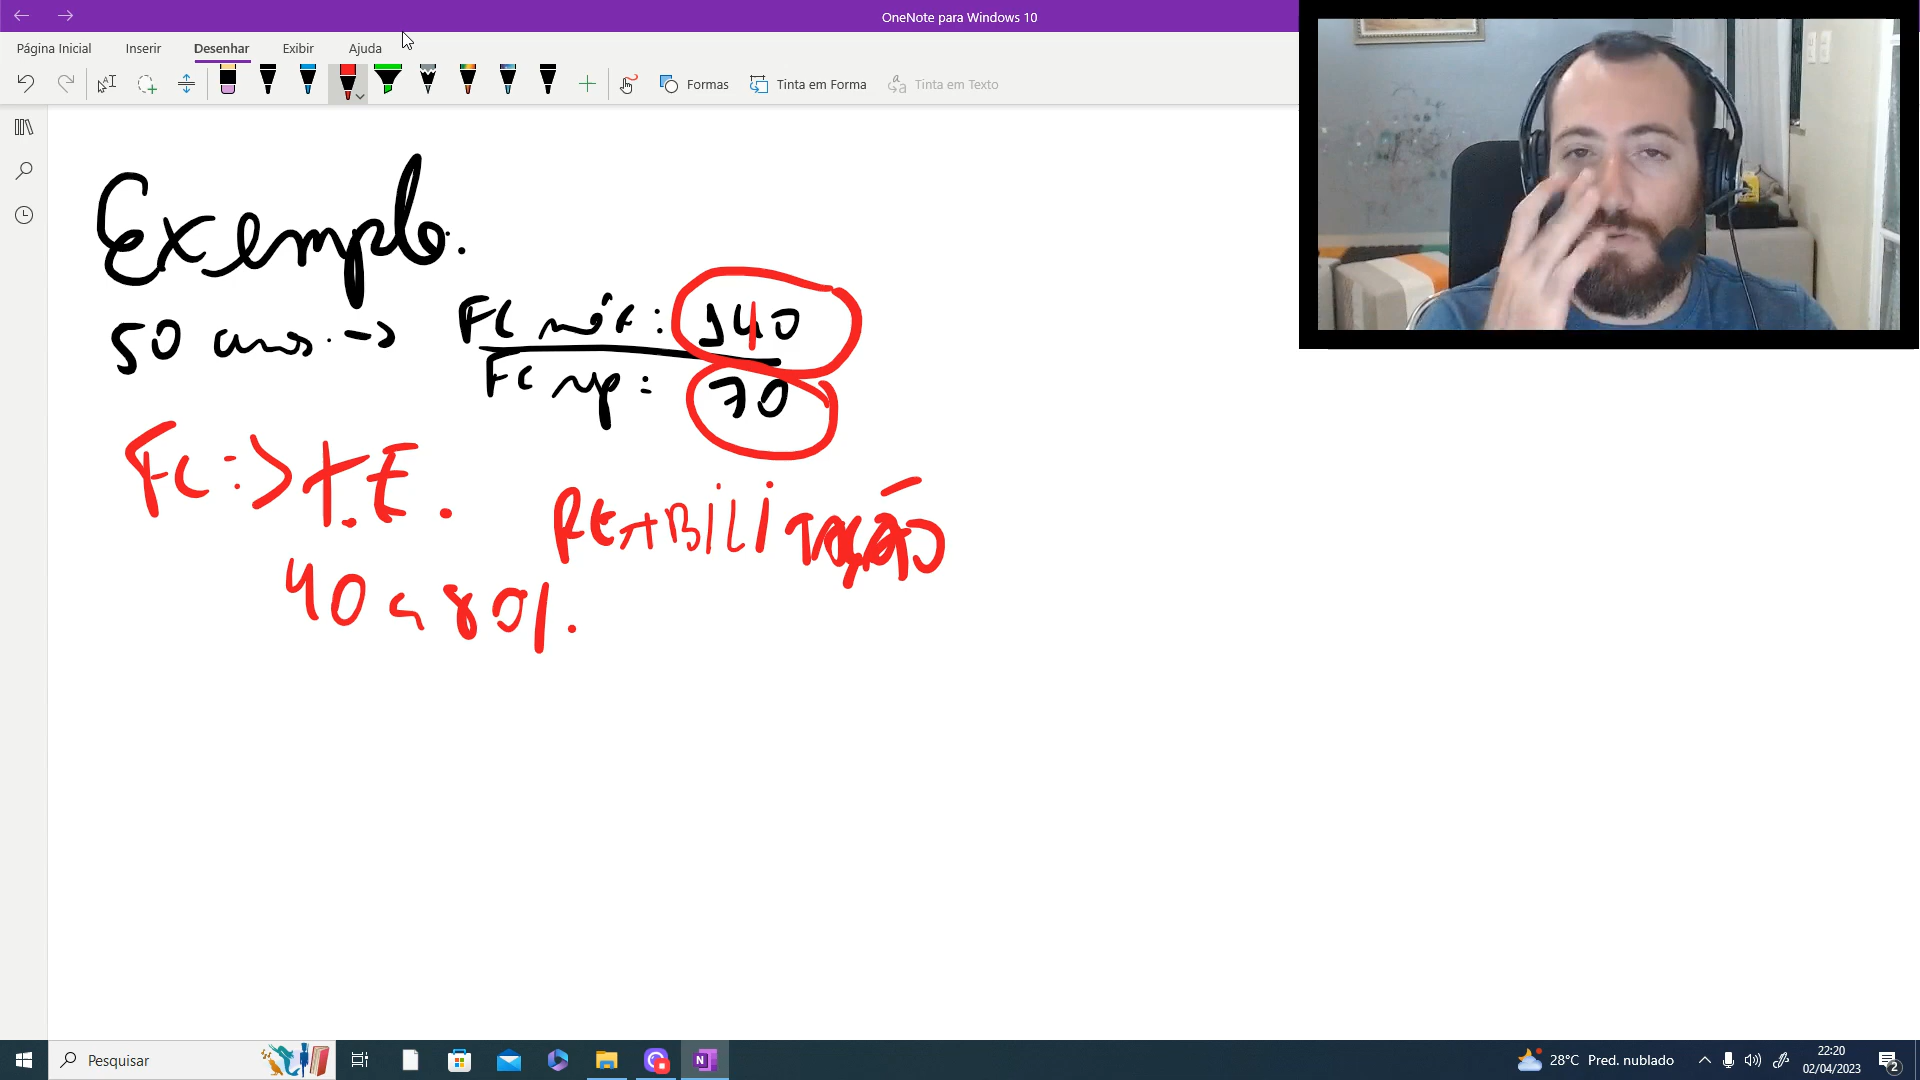 OneNote para Windows 10
Página Inicial Inserir Desenhar Exibir Ajuda
Formas Tinta em Forma Tinta em Texto
Exemplo.
50 anos. -> FC máx: 140
FC rep: 70
FC :> T.E.
REABILITAÇÃO
40 a 80%.
Pesquisar
28°C Pred. nublado
22:20
02/04/2023
2